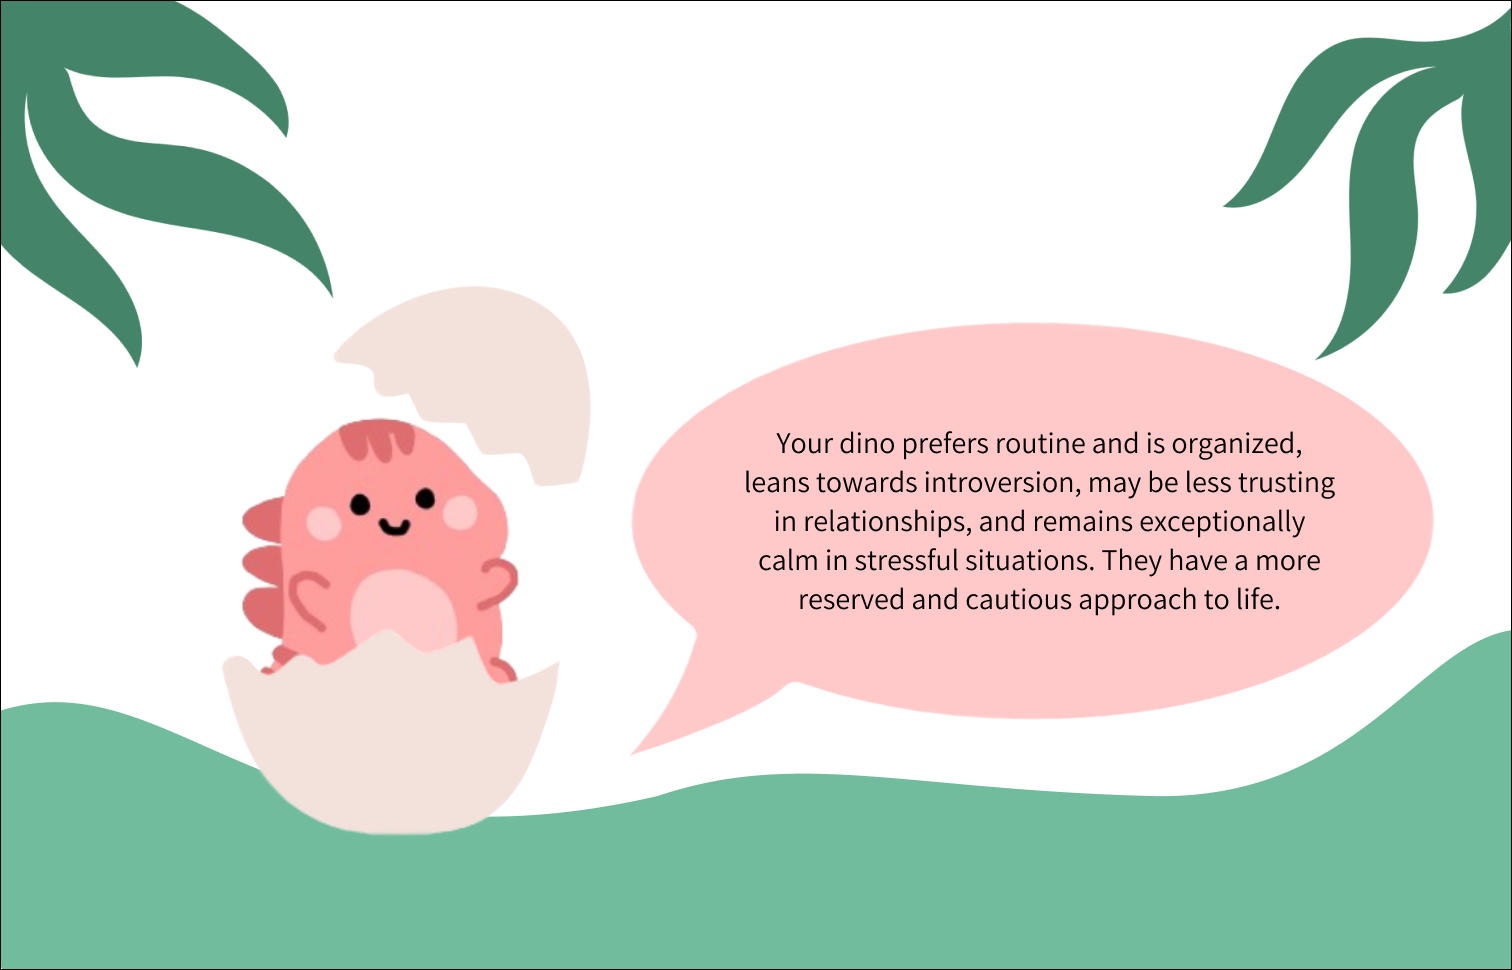 Your dino prefers routine and is organized,
leans towards introversion, may be less trusting
in relationships, and remains exceptionally
calm in stressful situations. They have a more
reserved and cautious approach to life.